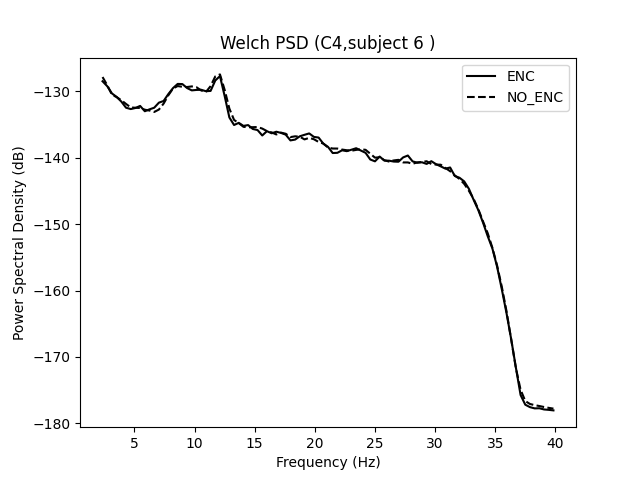 Welch PSD (C4,subject 6 )
ENC
NO_ENC
Power Spectral Density (dB)
−130
−140
−150
−160
−170
−180
5 10 15 20 25 30 35 40
Frequency (Hz)